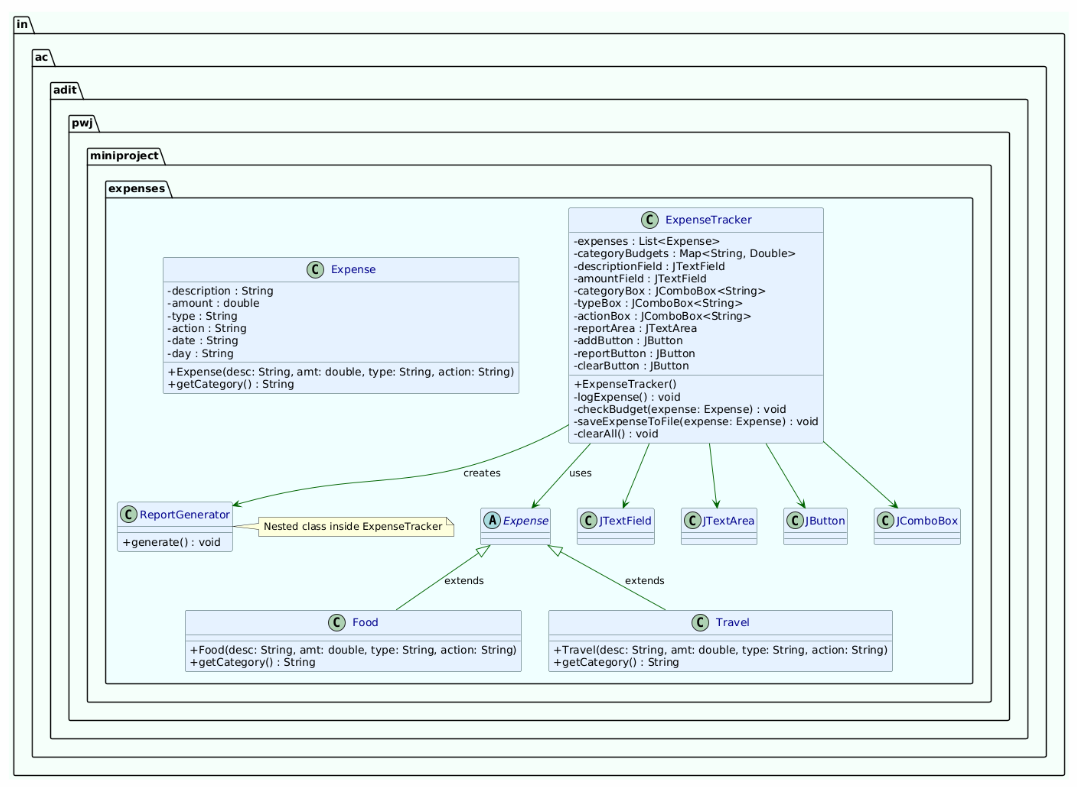 in
ac
adit
pwj
miniproject
expenses
C ExpenseTracker
-expenses : List<Expense>
-categoryBudgets : Map<String, Double>
-descriptionField : JTextField
-amountField : JTextField
-categoryBox : JComboBox<String>
-typeBox : JComboBox<String>
-actionBox : JComboBox<String>
-reportArea : JTextArea
-addButton : JButton
-reportButton : JButton
-clearButton : JButton
+ExpenseTracker()
-logExpense() : void
-checkBudget(expense: Expense) : void
-saveExpenseToFile(expense: Expense) : void
-clearAll() : void
C Expense
-description : String
-amount : double
-type : String
-action : String
-date : String
-day : String
+Expense(desc: String, amt: double, type: String, action: String)
+getCategory() : String
creates
uses
C ReportGenerator
+generate() : void
Nested class inside ExpenseTracker
A Expense
C JTextField
C JTextArea
C JButton
C JComboBox
extends
extends
C Food
+Food(desc: String, amt: double, type: String, action: String)
+getCategory() : String
C Travel
+Travel(desc: String, amt: double, type: String, action: String)
+getCategory() : String